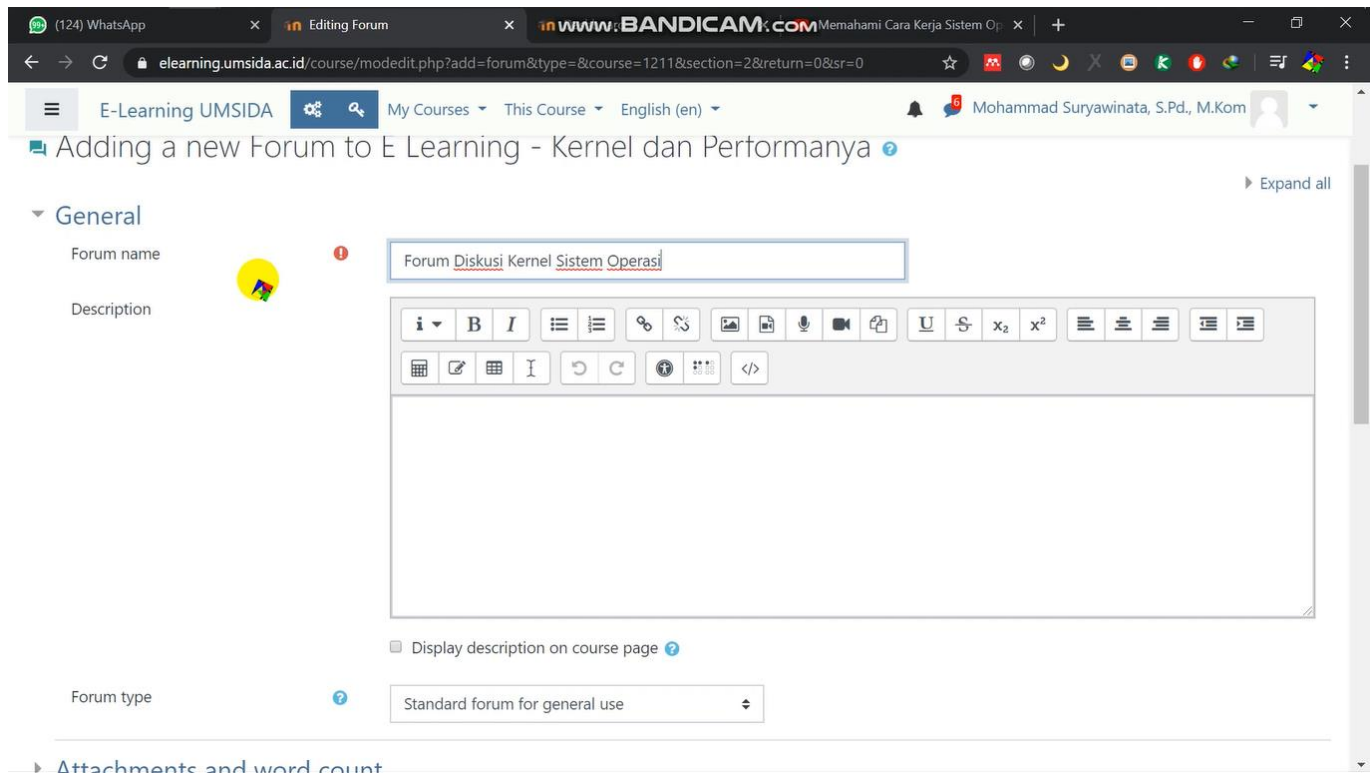 99+ (124) WhatsApp
Editing Forum
www.BANDICAM.com
Memahami Cara Kerja Sistem Op
elearning.umsida.ac.id/course/modedit.php?add=forum&type=&course=1211&section=2&return=0&sr=0
E-Learning UMSIDA My Courses This Course English (en) 6 Mohammad Suryawinata, S.Pd., M.Kom
Adding a new Forum to E Learning - Kernel dan Performanya
Expand all
General
Forum name
Forum Diskusi Kernel Sistem Operasi
Description
i B I U S x₂ x²
</>
Display description on course page
Forum type
Standard forum for general use
Attachments and word count